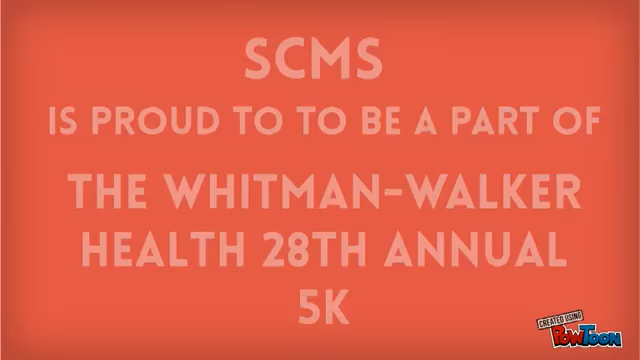 SCMS
IS PROUD TO TO BE A PART OF
THE WHITMAN-WALKER
HEALTH 28TH ANNUAL
5K
CREATED USING
POWTOON